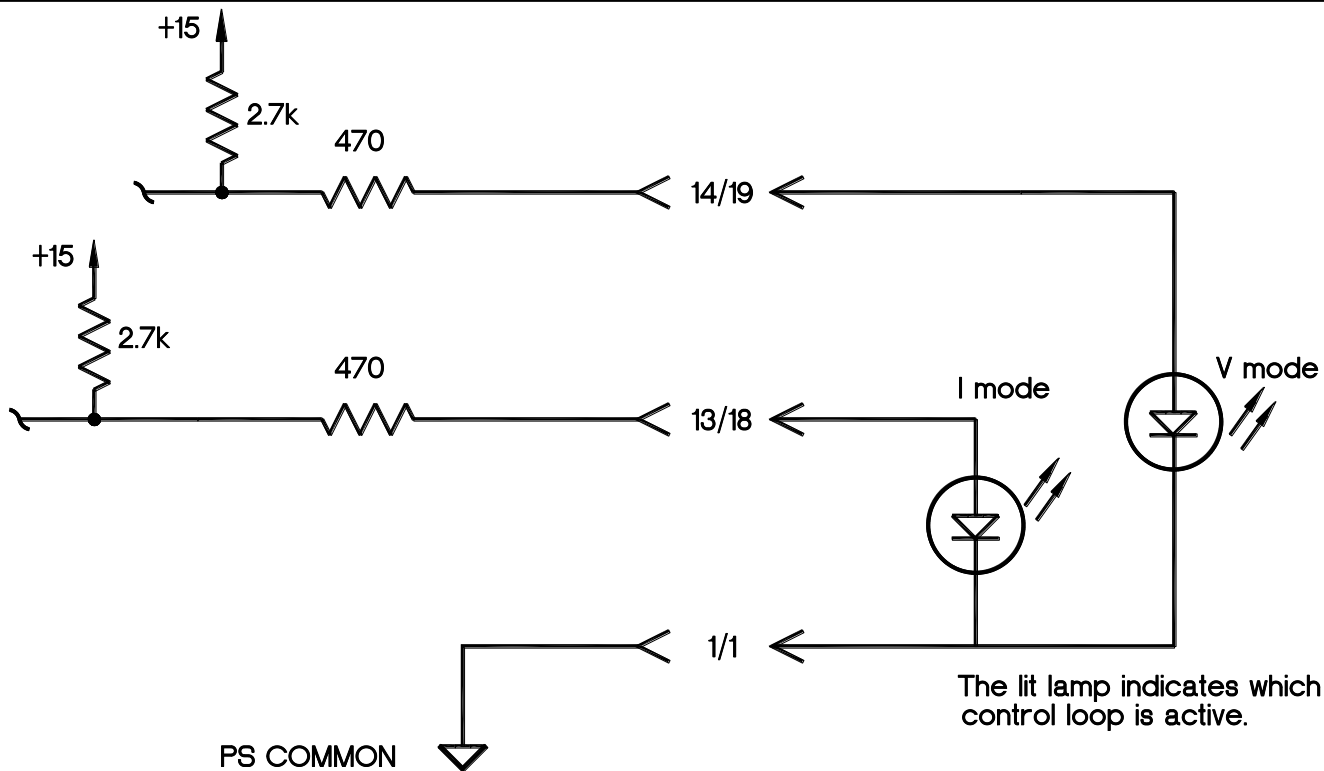 +15
2.7k
470
14/19
+15
2.7k
470
13/18
I mode
V mode
1/1
The lit lamp indicates which
control loop is active.
PS COMMON